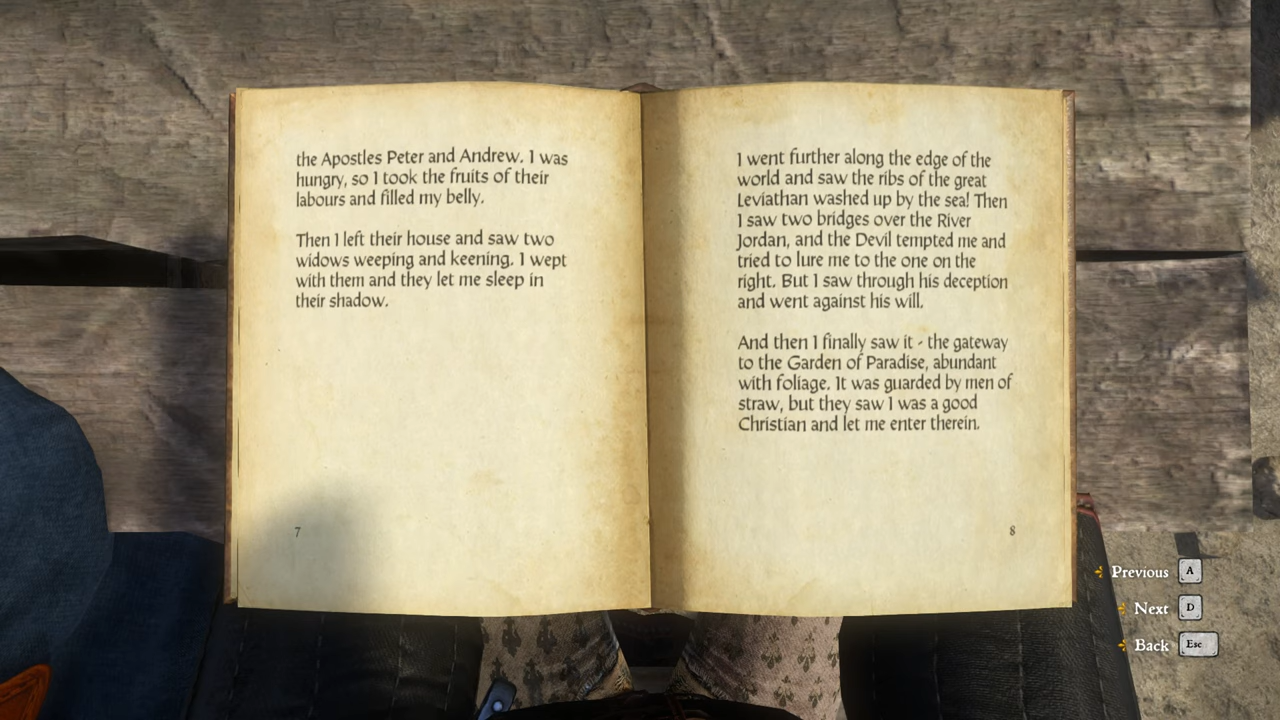 the Apostles Peter and Andrew. I was
hungry, so I took the fruits of their
labours and filled my belly.
Then I left their house and saw two
widows weeping and keening. I wept
with them and they let me sleep in
their shadow.
7
I went further along the edge of the
world and saw the ribs of the great
Leviathan washed up by the sea! Then
I saw two bridges over the River
Jordan, and the Devil tempted me and
tried to lure me to the one on the
right. But I saw through his deception
and went against his will.
And then I finally saw it - the gateway
to the Garden of Paradise, abundant
with foliage. It was guarded by men of
straw, but they saw I was a good
Christian and let me enter therein.
8
Previous A
Next D
Back Esc